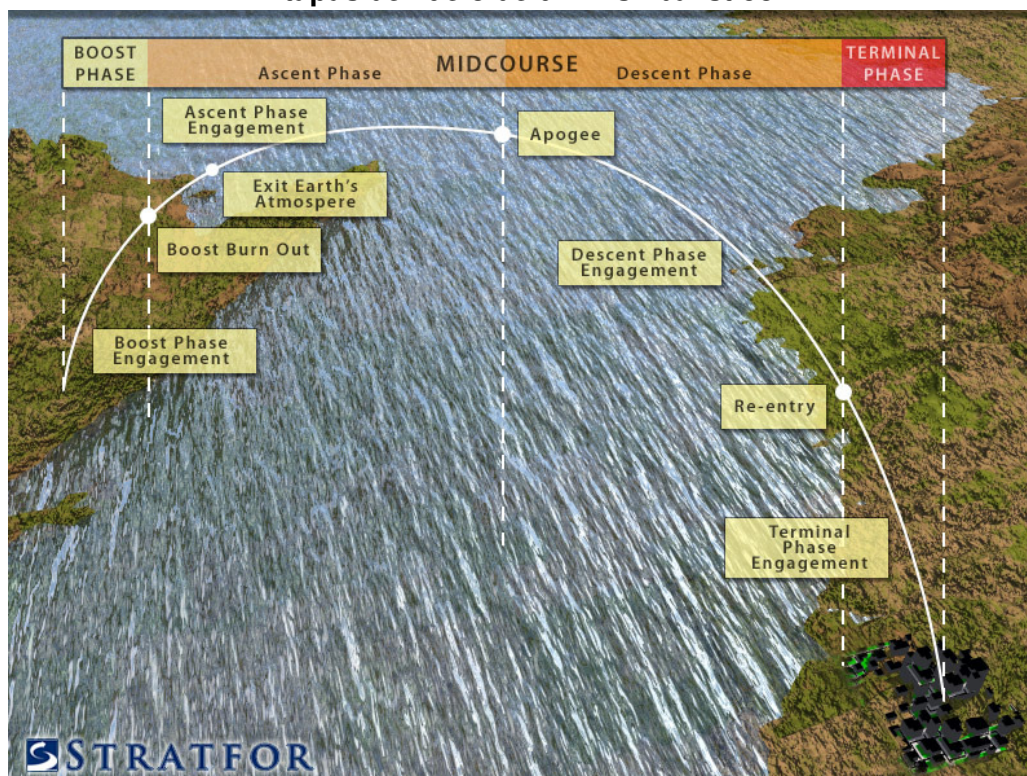 BOOST
PHASE
Ascent Phase
MIDCOURSE
Descent Phase
TERMINAL
PHASE
Ascent Phase
Engagement
Apogee
Exit Earth's
Atmospere
Boost Burn Out
Descent Phase
Engagement
Boost Phase
Engagement
Re-entry
Terminal
Phase
Engagement
STRATFOR